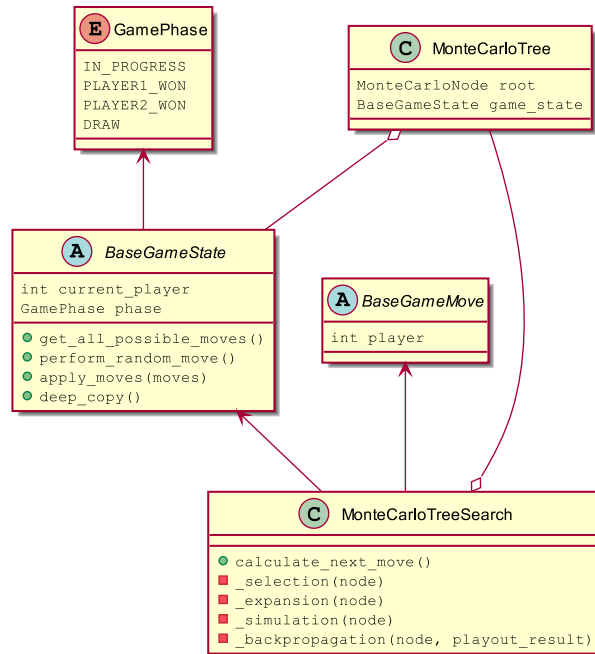 E GamePhase
IN_PROGRESS
PLAYER1_WON
PLAYER2_WON
DRAW
C MonteCarloTree
MonteCarloNode root
BaseGameState game_state
A BaseGameState
int current_player
GamePhase phase
get_all_possible_moves()
perform_random_move()
apply_moves(moves)
deep_copy()
A BaseGameMove
int player
C MonteCarloTreeSearch
calculate_next_move()
_selection(node)
_expansion(node)
_simulation(node)
_backpropagation(node, playout_result)